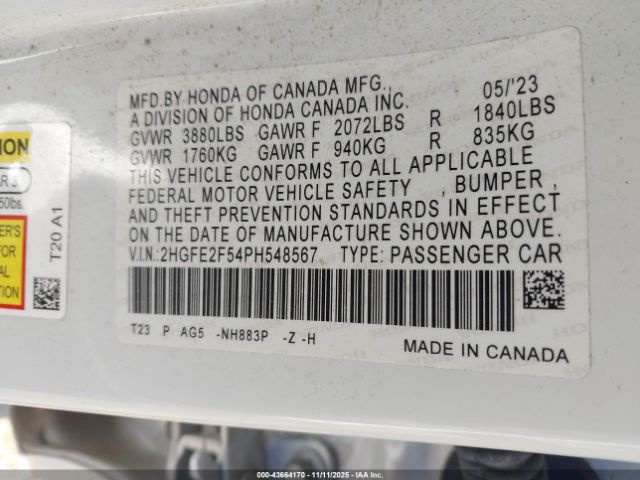 MFD.BY HONDA OF CANADA MFG., 05/'23
A DIVISION OF HONDA CANADA INC.
GVWR 3880LBS GAWR F 2072LBS R 1840LBS
GVWR 1760KG GAWR F 940KG R 835KG
THIS VEHICLE CONFORMS TO ALL APPLICABLE
FEDERAL MOTOR VEHICLE SAFETY , BUMPER ,
AND THEFT PREVENTION STANDARDS IN EFFECT
ON THE DATE OF MANUFACTURE SHOWN ABOVE.
V.I.N.:2HGFE2F54PH548567 TYPE: PASSENGER CAR
T23 P AG5 -NH883P -Z -H
MADE IN CANADA
T20 A1
000-43664170 - 11/11/2025 - IAAI.COM